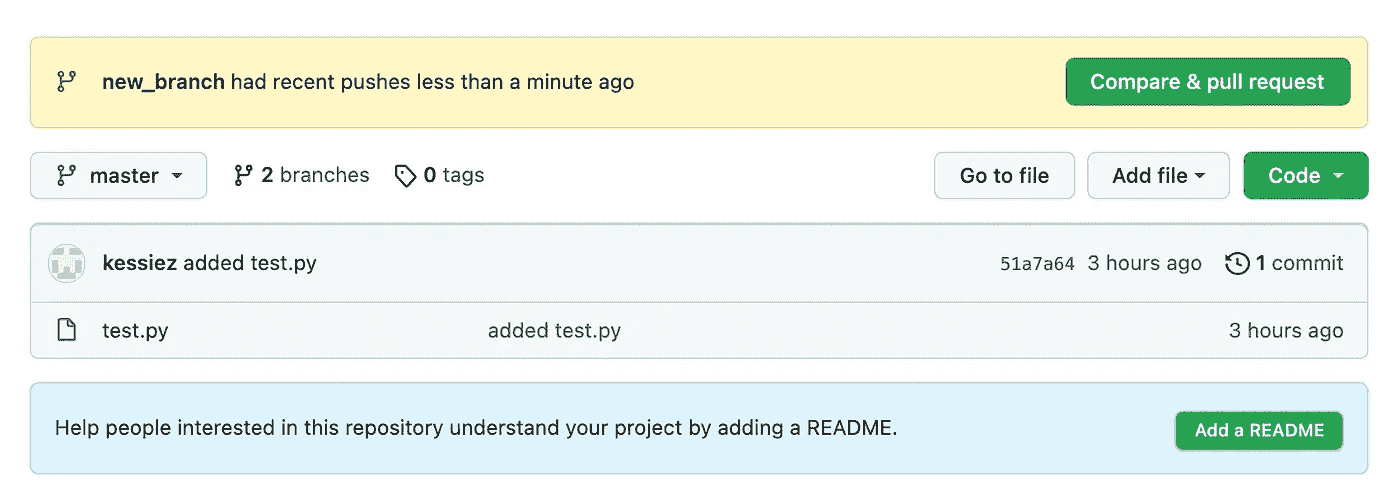 new_branch had recent pushes less than a minute ago Compare & pull request
master 2 branches 0 tags Go to file Add file Code
kessiez added test.py 51a7a64 3 hours ago 1 commit
test.py added test.py 3 hours ago
Help people interested in this repository understand your project by adding a README. Add a README